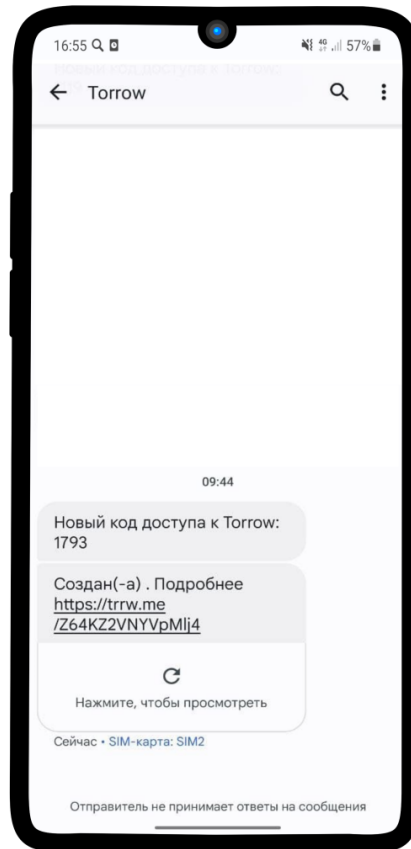 16:55
4G
57%
Torrow
09:44
Новый код доступа к Torrow:
1793
Создан(-а) . Подробнее
https://trrw.me
/Z64KZ2VNYVpMlj4
Нажмите, чтобы просмотреть
Сейчас • SIM-карта: SIM2
Отправитель не принимает ответы на сообщения